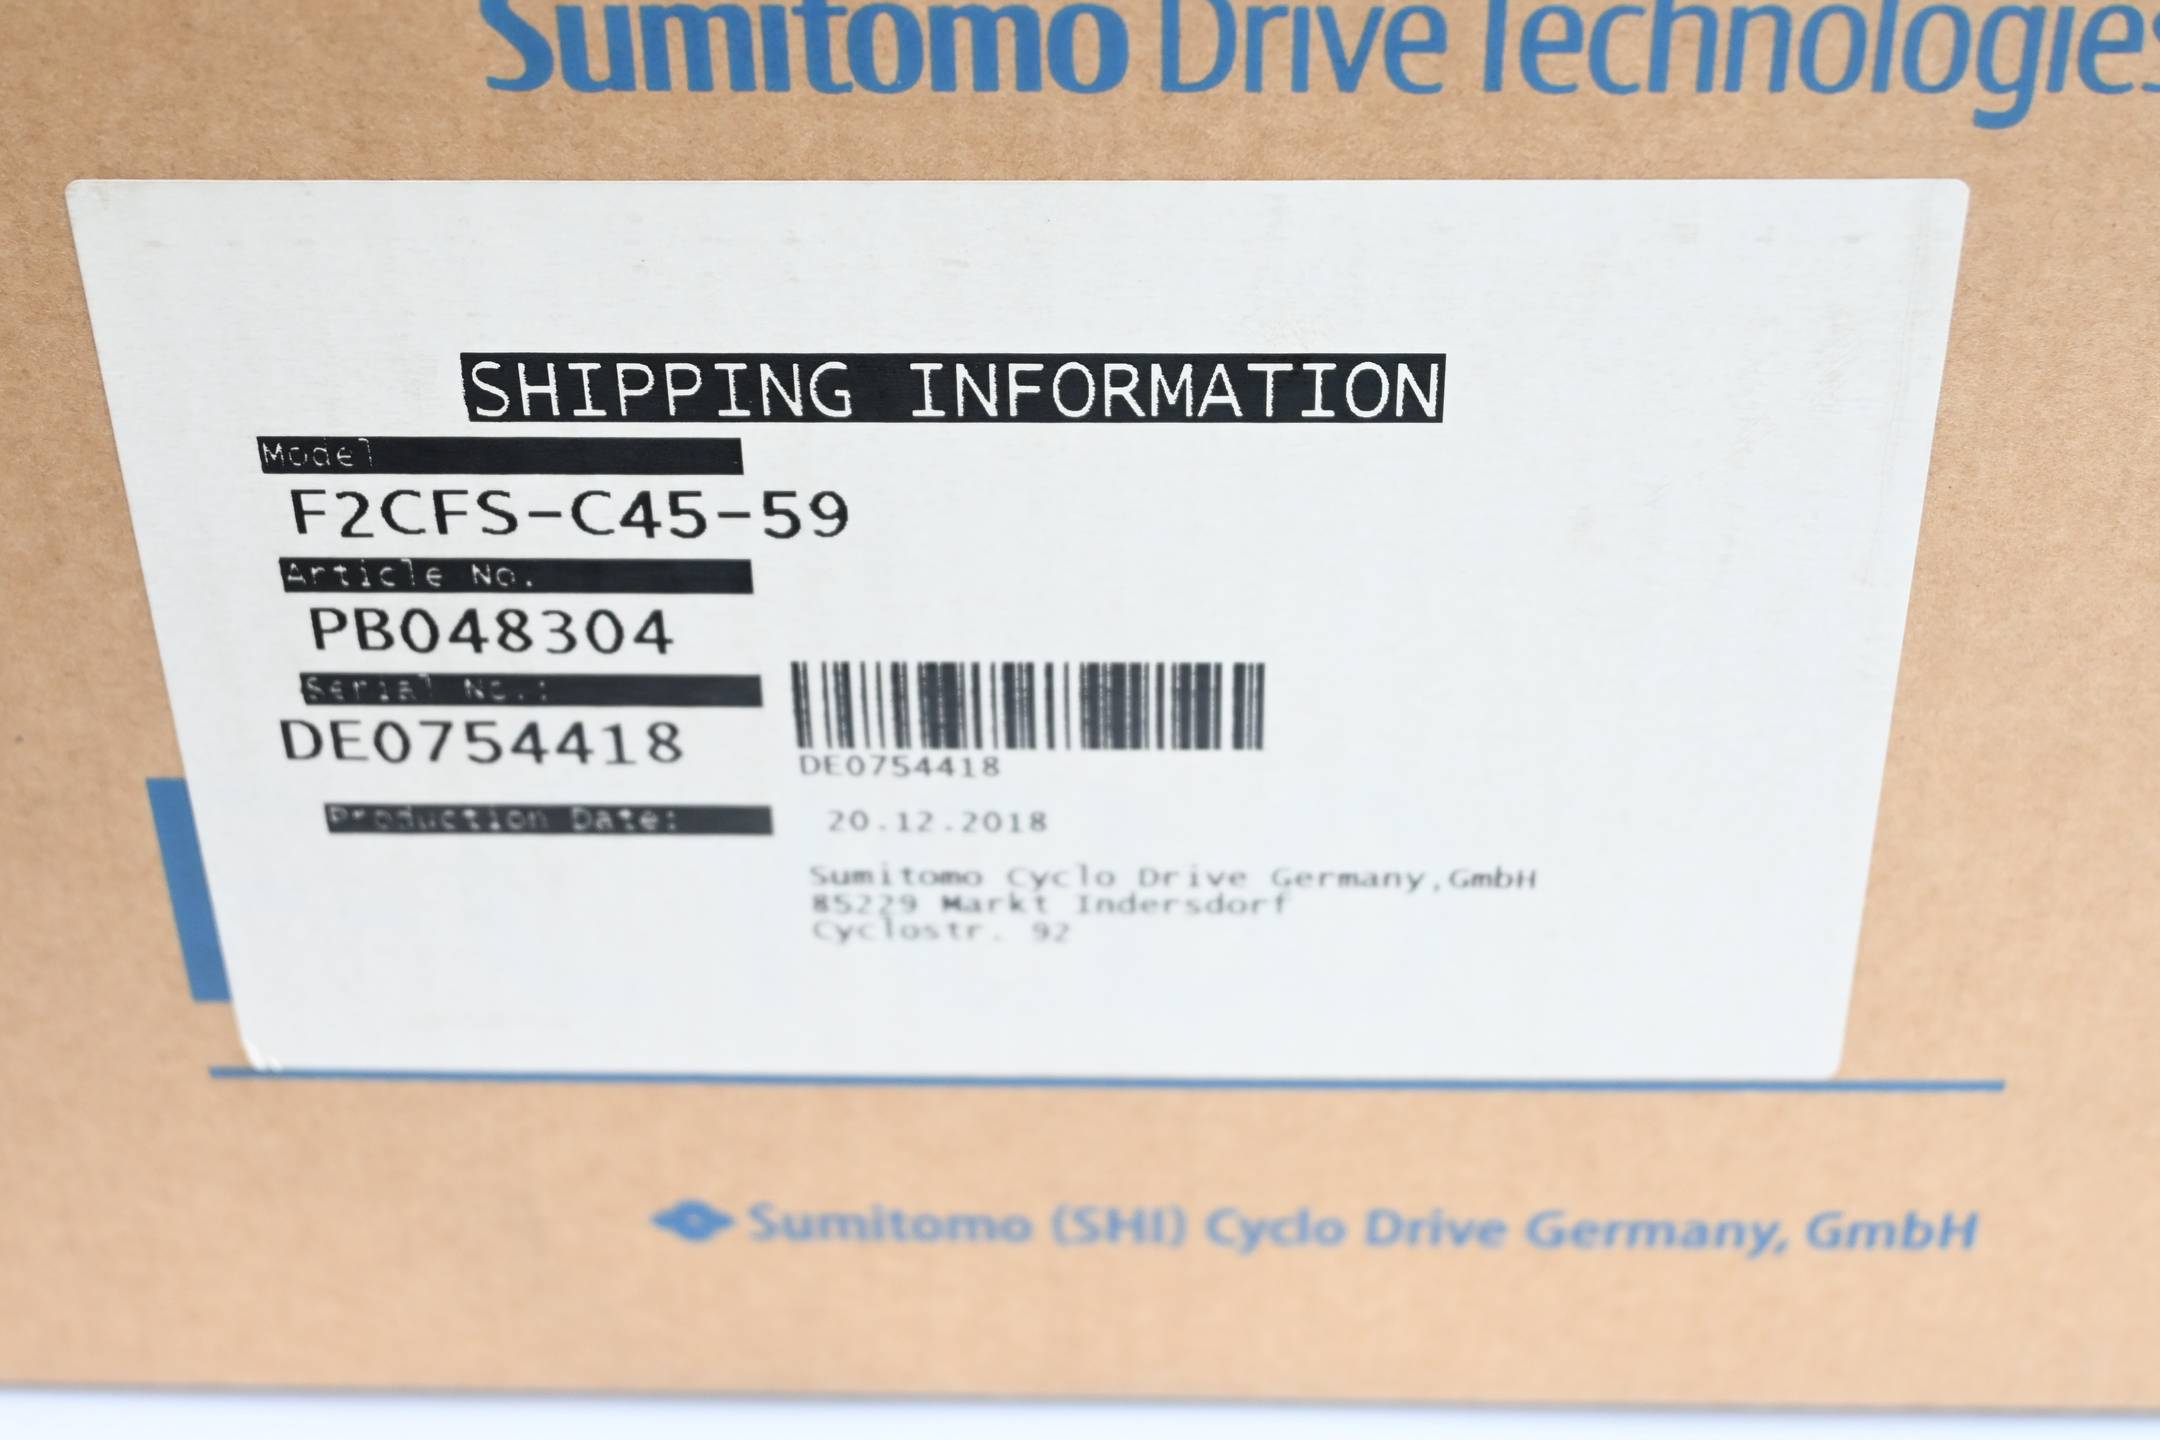 Sumitomo Drive Technologies
SHIPPING INFORMATION
Model
F2CFS-C45-59
Article No.
PB048304
Serial No.:
DE0754418
DE0754418
Production Date:
20.12.2018
Sumitomo Cyclo Drive Germany,GmbH
85229 Markt Indersdorf
Cyclostr. 92
Sumitomo (SHI) Cyclo Drive Germany, GmbH